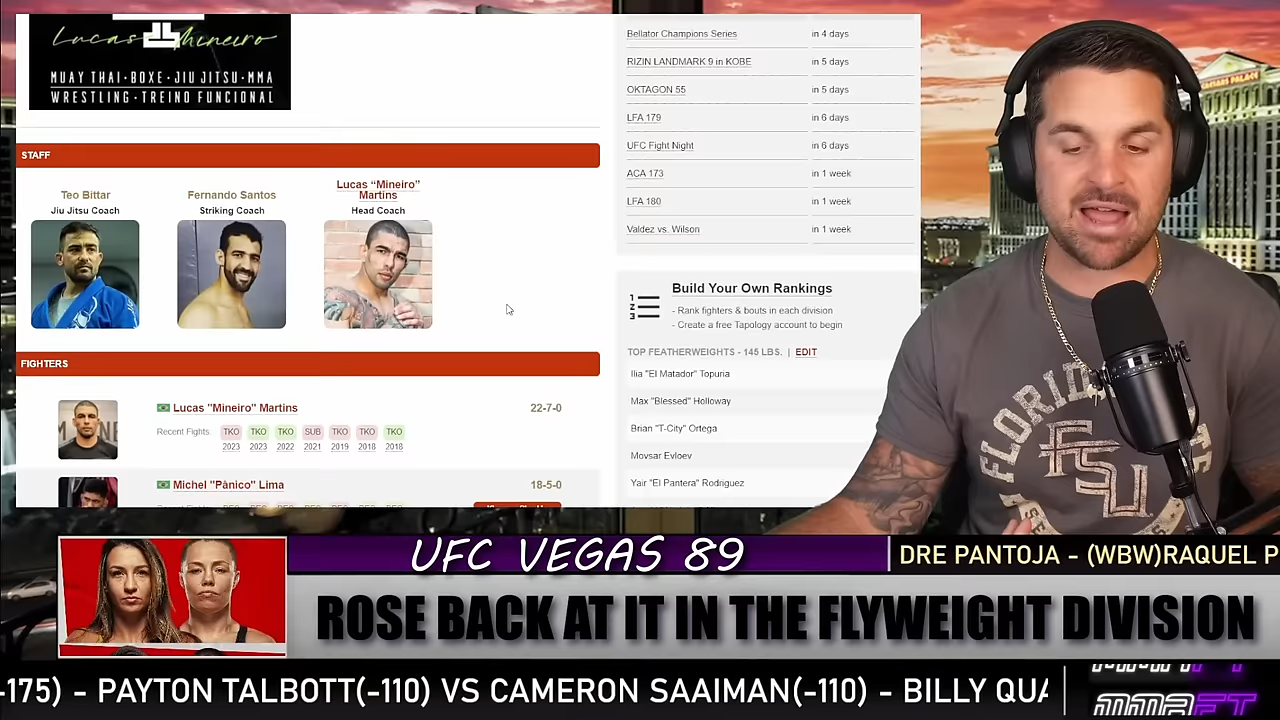 Lucas Mineiro
MUAY THAI · BOXE · JIU JITSU · MMA
WRESTLING · TREINO FUNCIONAL
STAFF
Teo Bittar
Jiu Jitsu Coach
Fernando Santos
Striking Coach
Lucas “Mineiro”
Martins
Head Coach
FIGHTERS
Lucas "Mineiro" Martins
22-7-0
Recent Fights:
TKO TKO TKO SUB TKO TKO TKO
2023 2023 2022 2021 2019 2018 2018
Michel "Pânico" Lima
18-5-0
Bellator Champions Series in 4 days
RIZIN LANDMARK 9 in KOBE in 5 days
OKTAGON 55 in 5 days
LFA 179 in 6 days
UFC Fight Night in 6 days
ACA 173 in 1 week
LFA 180 in 1 week
Valdez vs. Wilson in 1 week
1
2
3
Build Your Own Rankings
- Rank fighters & bouts in each division
- Create a free Tapology account to begin
TOP FEATHERWEIGHTS - 145 LBS. | EDIT
Ilia "El Matador" Topuria
Max "Blessed" Holloway
Brian "T-City" Ortega
Movsar Evloev
Yair "El Pantera" Rodriguez
CAESARS PALACE
FLORIDA
FSU
UFC VEGAS 89
DRE PANTOJA - (WBW)RAQUEL P
ROSE BACK AT IT IN THE FLYWEIGHT DIVISION
-175) - PAYTON TALBOTT(-110) VS CAMERON SAAIMAN(-110) - BILLY QUA